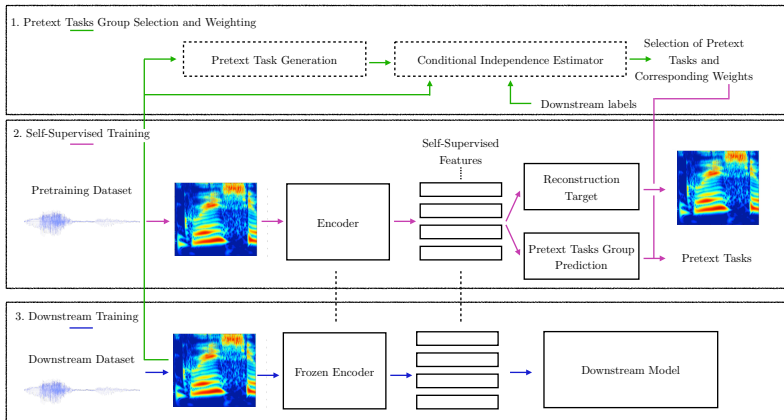 1. Pretext Tasks Group Selection and Weighting
Pretext Task Generation
Conditional Independence Estimator
Selection of Pretext
Tasks and
Corresponding Weights
Downstream labels
2. Self-Supervised Training
Self-Supervised
Features
Pretraining Dataset
Encoder
Reconstruction
Target
Pretext Tasks Group
Prediction
Pretext Tasks
3. Downstream Training
Downstream Dataset
Frozen Encoder
Downstream Model